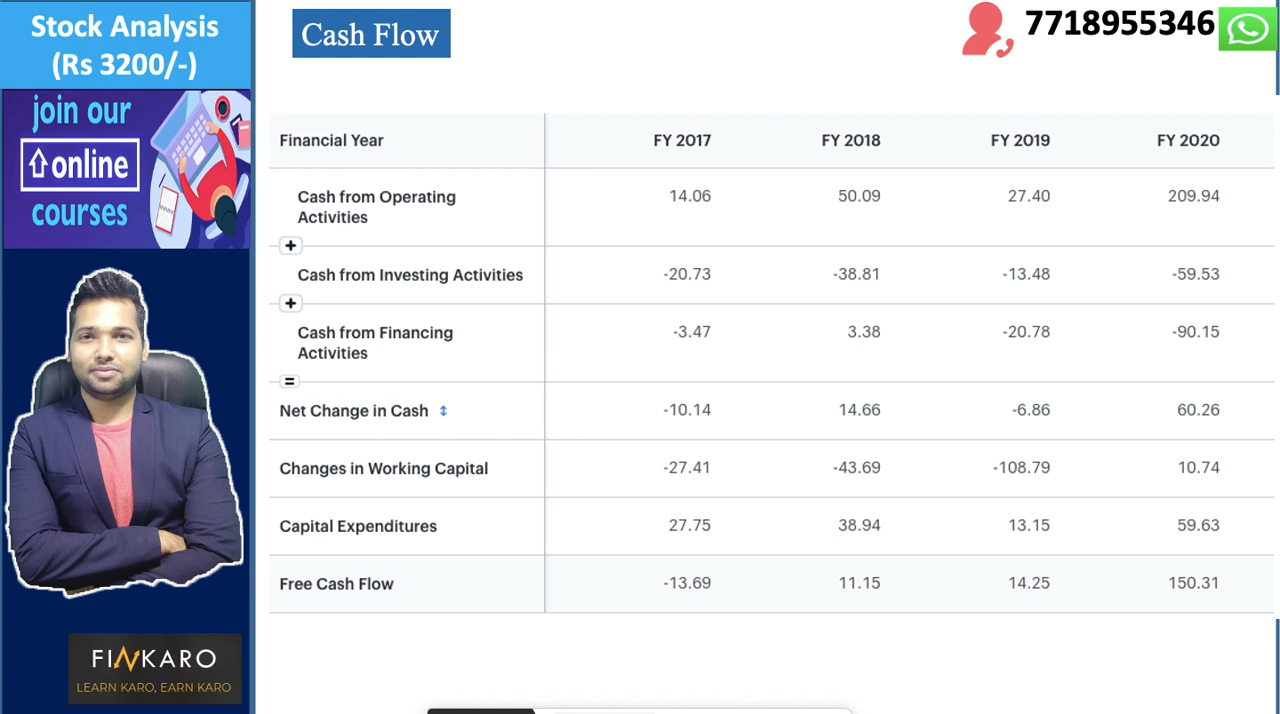 Stock Analysis
(Rs 3200/-)
join our
online
courses
FINKARO
LEARN KARO, EARN KARO
Cash Flow
7718955346
Financial Year FY 2017 FY 2018 FY 2019 FY 2020
Cash from Operating 14.06 50.09 27.40 209.94
Activities
+
Cash from Investing Activities -20.73 -38.81 -13.48 -59.53
+
Cash from Financing -3.47 3.38 -20.78 -90.15
Activities
=
Net Change in Cash -10.14 14.66 -6.86 60.26
Changes in Working Capital -27.41 -43.69 -108.79 10.74
Capital Expenditures 27.75 38.94 13.15 59.63
Free Cash Flow -13.69 11.15 14.25 150.31